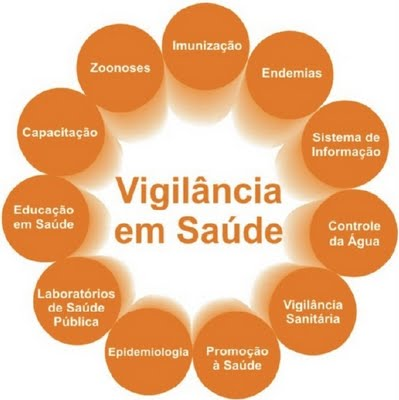 Vigilância
em Saúde
Imunização
Endemias
Sistema de
Informação
Controle
da Água
Vigilância
Sanitária
Promoção
à Saúde
Epidemiologia
Laboratórios
de Saúde
Pública
Educação
em Saúde
Capacitação
Zoonoses